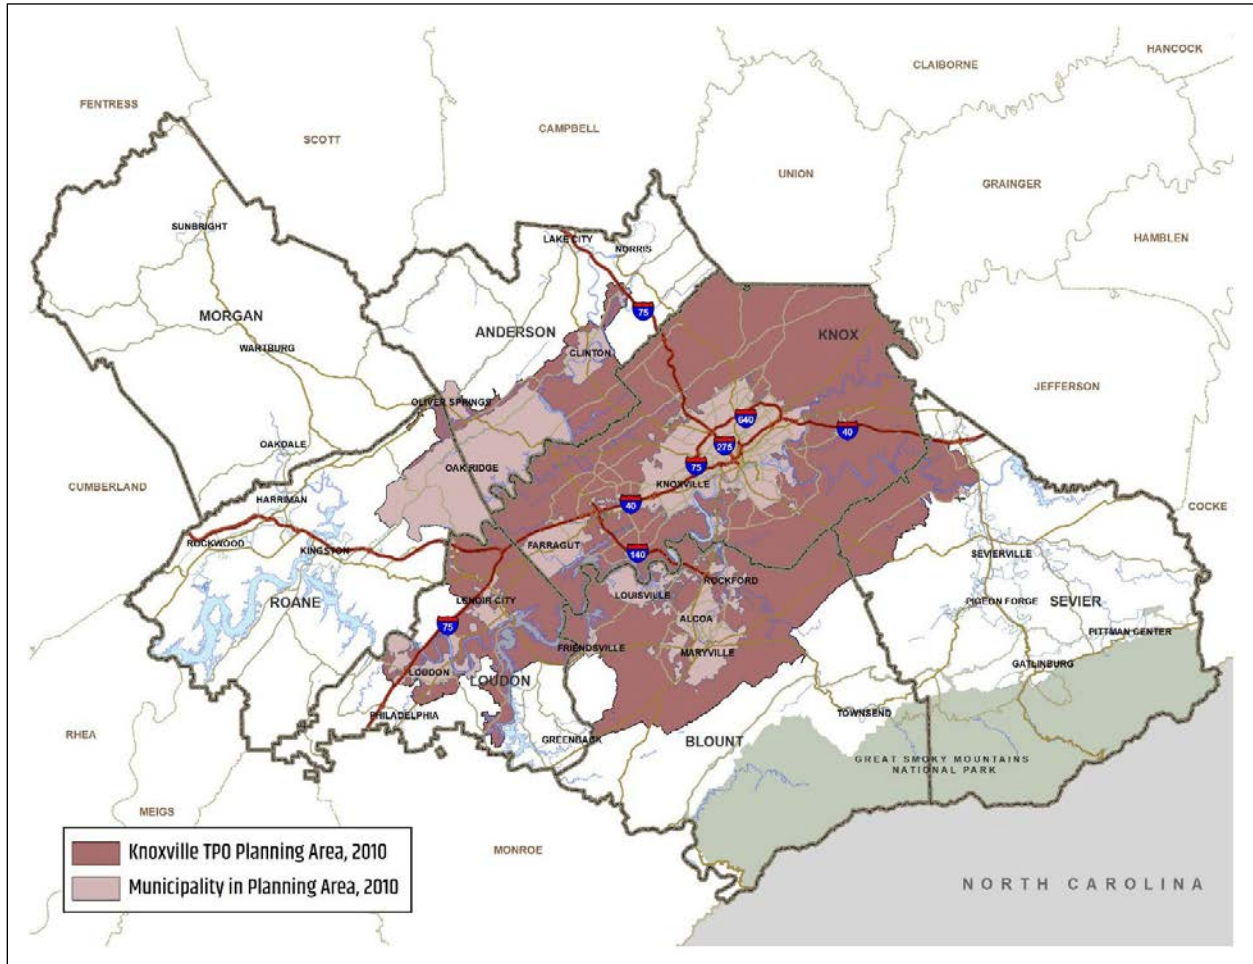 HANCOCK
CLAIBORNE
FENTRESS
CAMPBELL
SCOTT
UNION
GRAINGER
SUNBRIGHT
HAMBLEN
LAKE CITY
NORRIS
75
MORGAN
ANDERSON
KNOX
WARTBURG
CLINTON
JEFFERSON
OLIVER SPRINGS
640
40
275
OAKDALE
OAK RIDGE
75
KNOXVILLE
CUMBERLAND
HARRIMAN
40
COCKE
ROCKWOOD
KINGSTON
FARRAGUT
140
SEVIERVILLE
ROCKFORD
LOUISVILLE
ROANE
LENOIR CITY
PIGEON FORGE
SEVIER
75
ALCOA
PITTMAN CENTER
FRIENDSVILLE
MARYVILLE
GATLINBURG
LOUDON
LOUDON
PHILADELPHIA
TOWNSEND
RHEA
GREENBACK
BLOUNT
GREAT SMOKY MOUNTAINS
NATIONAL PARK
MEIGS
MONROE
Knoxville TPO Planning Area, 2010
Municipality in Planning Area, 2010
NORTH CAROLINA